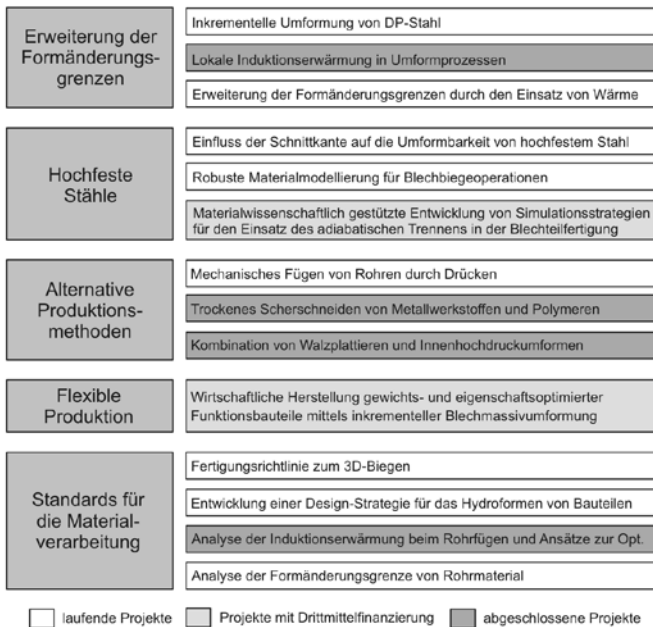 Erweiterung der
Formänderungs-
grenzen
Inkrementelle Umformung von DP-Stahl
Lokale Induktionserwärmung in Umformprozessen
Erweiterung der Formänderungsgrenzen durch den Einsatz von Wärme
Hochfeste
Stähle
Einfluss der Schnittkante auf die Umformbarkeit von hochfestem Stahl
Robuste Materialmodellierung für Blechbiegeoperationen
Materialwissenschaftlich gestützte Entwicklung von Simulationsstrategien
für den Einsatz des adiabatischen Trennens in der Blechteilfertigung
Alternative
Produktions-
methoden
Mechanisches Fügen von Rohren durch Drücken
Trockenes Scherschneiden von Metallwerkstoffen und Polymeren
Kombination von Walzplattieren und Innenhochdruckumformen
Flexible
Produktion
Wirtschaftliche Herstellung gewichts- und eigenschaftsoptimierter
Funktionsbauteile mittels inkrementeller Blechmassivumformung
Standards für
die Material-
verarbeitung
Fertigungsrichtlinie zum 3D-Biegen
Entwicklung einer Design-Strategie für das Hydroformen von Bauteilen
Analyse der Induktionserwärmung beim Rohrfügen und Ansätze zur Opt.
Analyse der Formänderungsgrenze von Rohrmaterial
laufende Projekte
Projekte mit Drittmittelfinanzierung
abgeschlossene Projekte